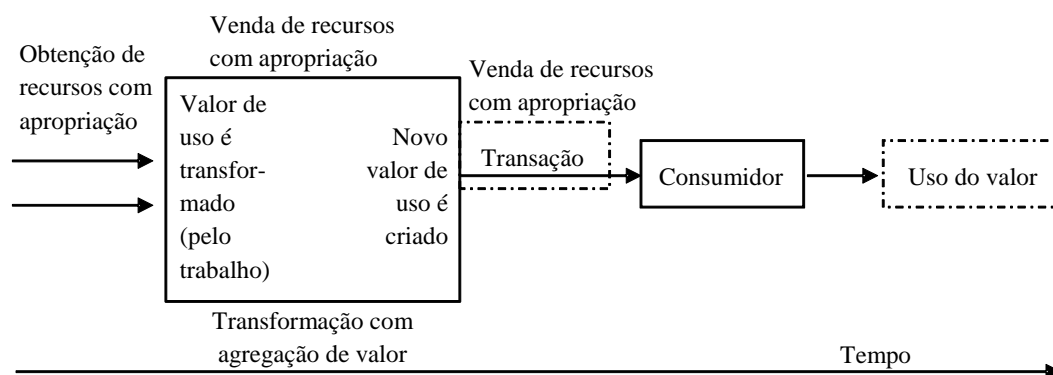 Venda de recursos
com apropriação
Obtenção de
recursos com
apropriação
Valor de
uso é
transfor-
mado
(pelo
trabalho)
Novo
valor de
uso é
criado
Venda de recursos
com apropriação
Transação
Consumidor
Uso do valor
Transformação com
agregação de valor
Tempo